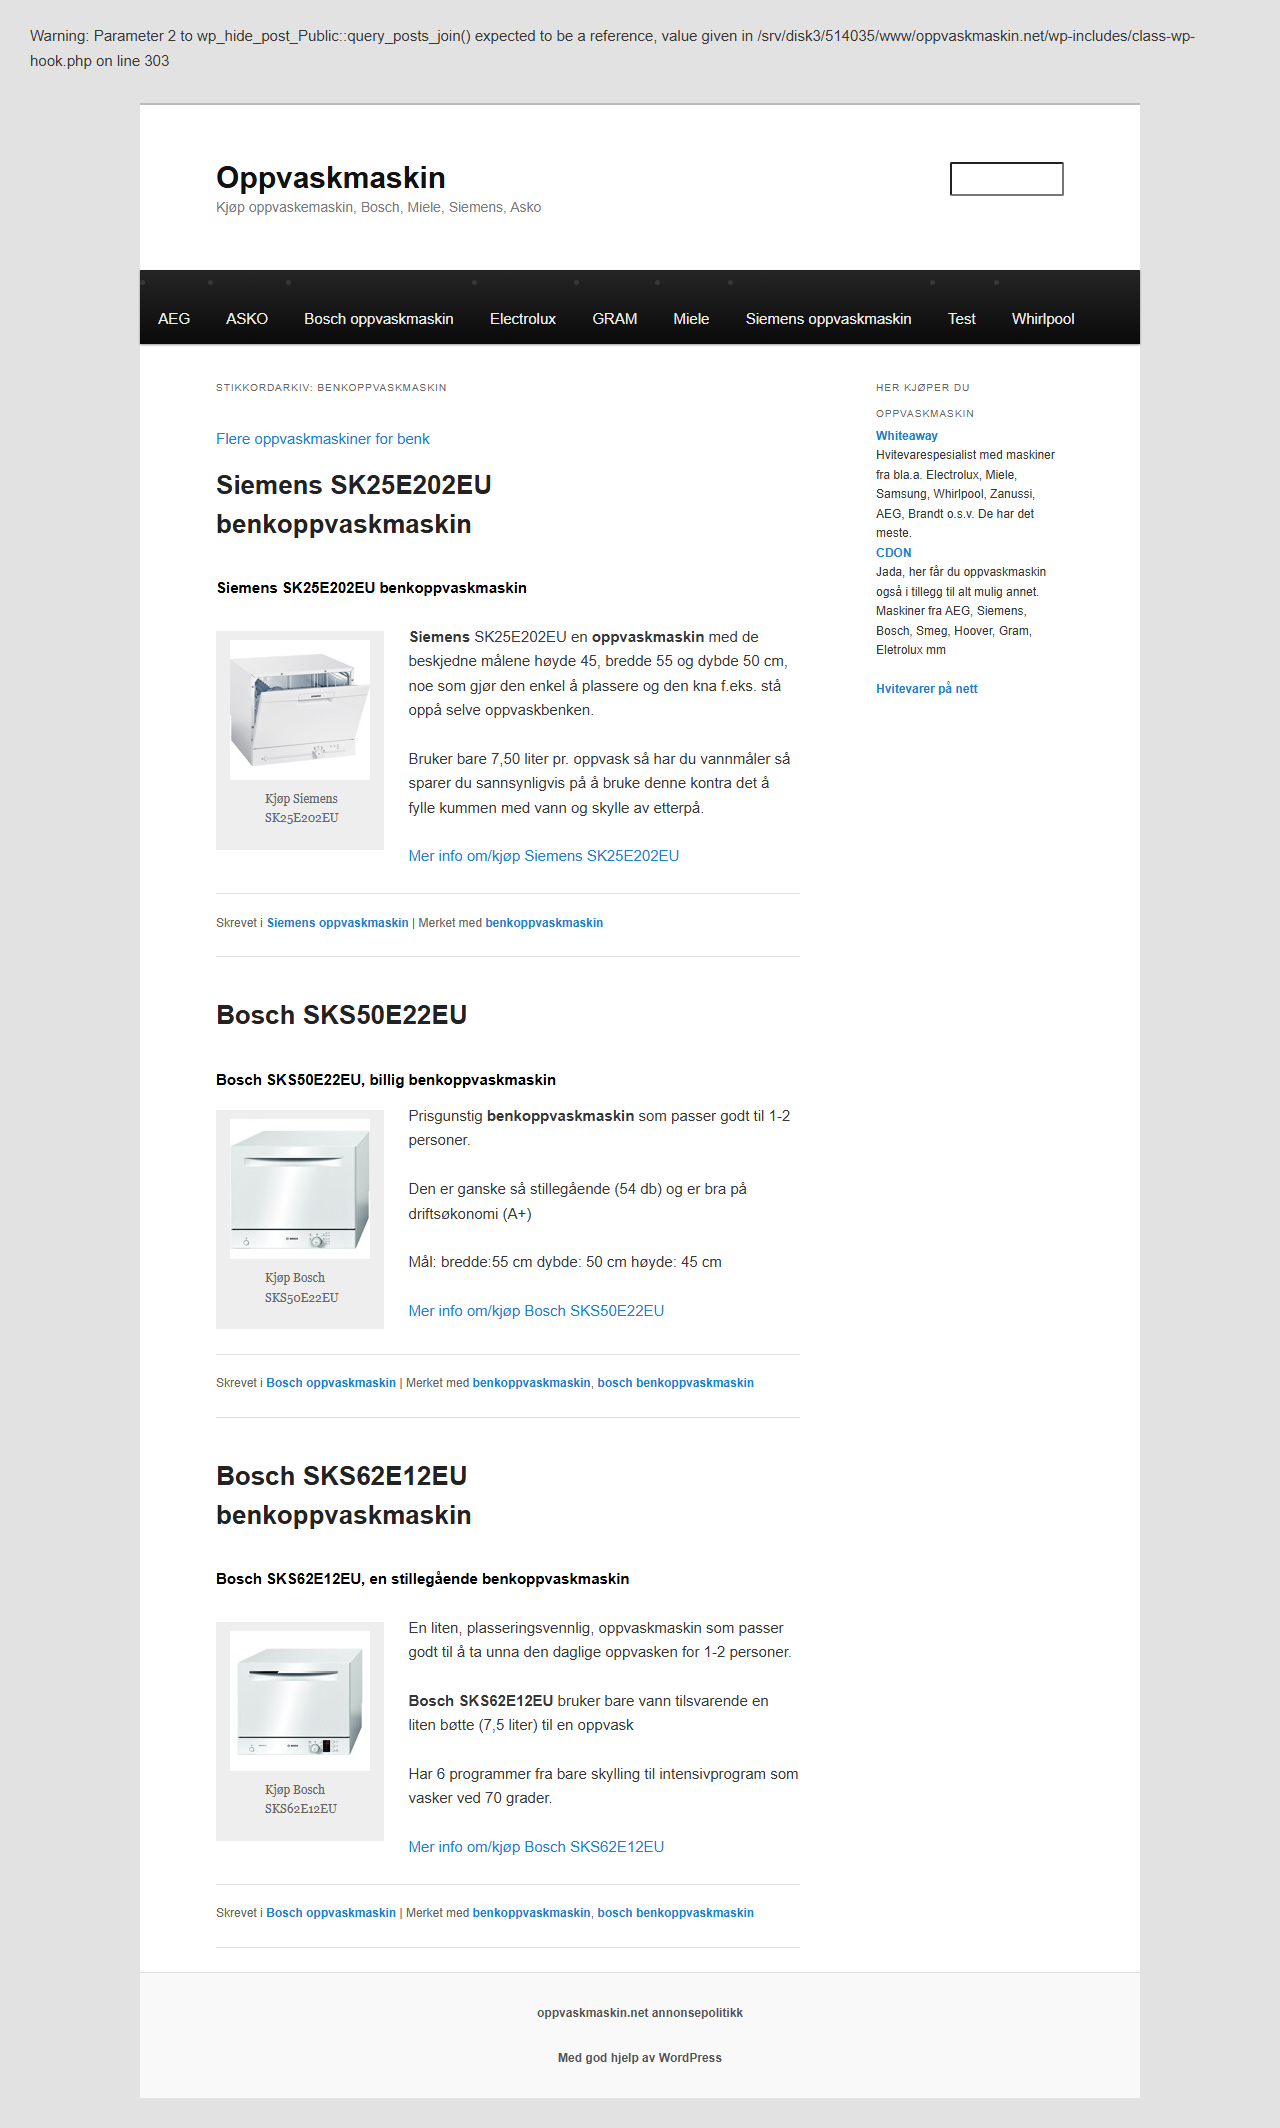 Warning: Parameter 2 to wp_hide_post_Public::query_posts_join() expected to be a reference, value given in /srv/disk3/514035/www/oppvaskmaskin.net/wp-includes/class-wp-
hook.php on line 303
Oppvaskmaskin
Kjøp oppvaskemaskin, Bosch, Miele, Siemens, Asko
AEG ASKO Bosch oppvaskmaskin Electrolux GRAM Miele Siemens oppvaskmaskin Test Whirlpool
STIKKORDARKIV: BENKOPPVASKMASKIN
Flere oppvaskmaskiner for benk
Siemens SK25E202EU
benkoppvaskmaskin
Siemens SK25E202EU benkoppvaskmaskin
Kjøp Siemens
SK25E202EU
Siemens SK25E202EU en oppvaskmaskin med de
beskjedne målene høyde 45, bredde 55 og dybde 50 cm,
noe som gjør den enkel å plassere og den kna f.eks. stå
oppå selve oppvaskbenken.
Bruker bare 7,50 liter pr. oppvask så har du vannmåler så
sparer du sannsynligvis på å bruke denne kontra det å
fylle kummen med vann og skylle av etterpå.
Mer info om/kjøp Siemens SK25E202EU
Skrevet i Siemens oppvaskmaskin | Merket med benkoppvaskmaskin
Bosch SKS50E22EU
Bosch SKS50E22EU, billig benkoppvaskmaskin
Kjøp Bosch
SKS50E22EU
Prisgunstig benkoppvaskmaskin som passer godt til 1-2
personer.
Den er ganske så stillegående (54 db) og er bra på
driftsøkonomi (A+)
Mål: bredde:55 cm dybde: 50 cm høyde: 45 cm
Mer info om/kjøp Bosch SKS50E22EU
Skrevet i Bosch oppvaskmaskin | Merket med benkoppvaskmaskin, bosch benkoppvaskmaskin
Bosch SKS62E12EU
benkoppvaskmaskin
Bosch SKS62E12EU, en stillegående benkoppvaskmaskin
Kjøp Bosch
SKS62E12EU
En liten, plasseringsvennlig, oppvaskmaskin som passer
godt til å ta unna den daglige oppvasken for 1-2 personer.
Bosch SKS62E12EU bruker bare vann tilsvarende en
liten bøtte (7,5 liter) til en oppvask
Har 6 programmer fra bare skylling til intensivprogram som
vasker ved 70 grader.
Mer info om/kjøp Bosch SKS62E12EU
Skrevet i Bosch oppvaskmaskin | Merket med benkoppvaskmaskin, bosch benkoppvaskmaskin
HER KJØPER DU
OPPVASKMASKIN
Whiteaway
Hvitevarespesialist med maskiner
fra bla.a. Electrolux, Miele,
Samsung, Whirlpool, Zanussi,
AEG, Brandt o.s.v. De har det
meste.
CDON
Jada, her får du oppvaskmaskin
også i tillegg til alt mulig annet.
Maskiner fra AEG, Siemens,
Bosch, Smeg, Hoover, Gram,
Eletrolux mm
Hvitevarer på nett
oppvaskmaskin.net annonsepolitikk
Med god hjelp av WordPress